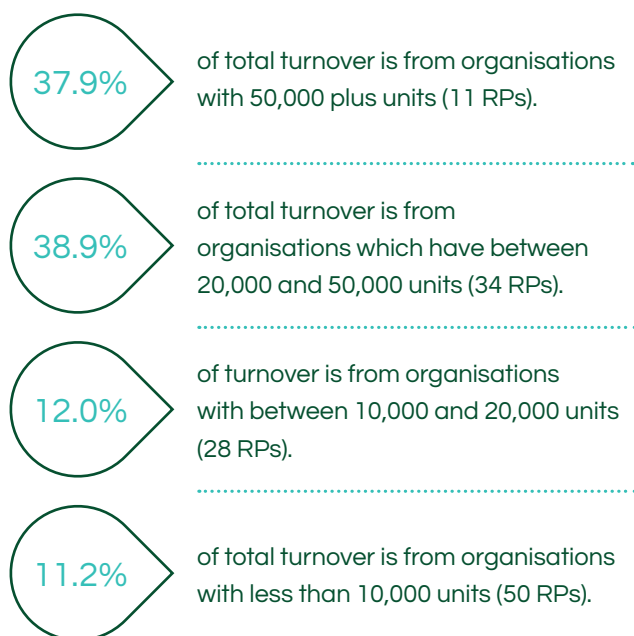 37.9%
of total turnover is from organisations
with 50,000 plus units (11 RPs).
38.9%
of total turnover is from
organisations which have between
20,000 and 50,000 units (34 RPs).
12.0%
of turnover is from organisations
with between 10,000 and 20,000 units
(28 RPs).
11.2%
of total turnover is from organisations
with less than 10,000 units (50 RPs).